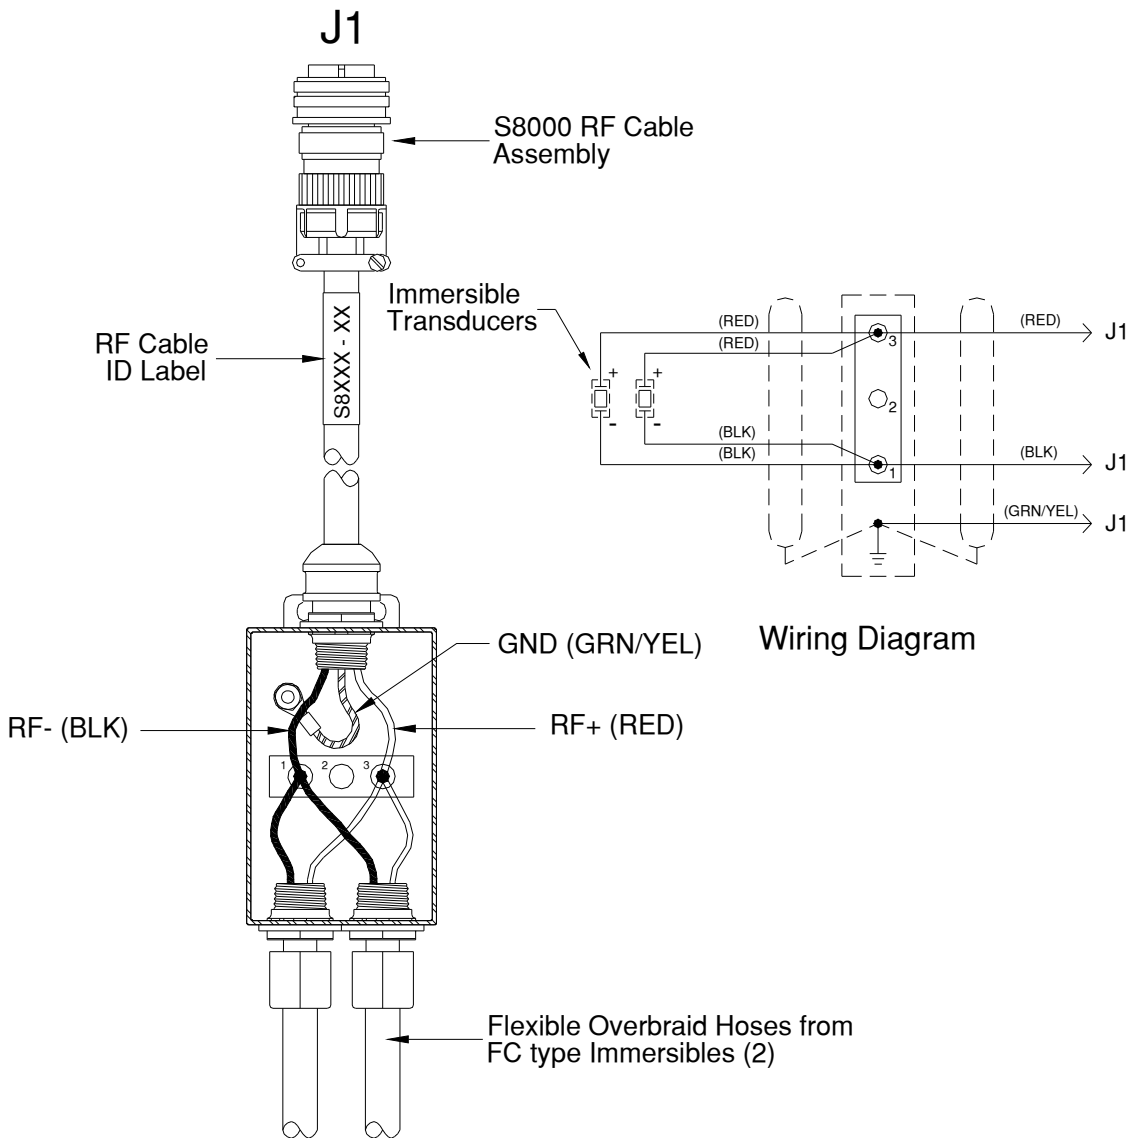 J1
S8000 RF Cable
Assembly
RF Cable
ID Label
S8XXX - XX
Immersible
Transducers
(RED)
(RED)
(RED)
J1
3
+
+
2
-
-
(BLK)
(BLK)
(BLK)
J1
1
(GRN/YEL)
J1
Wiring Diagram
GND (GRN/YEL)
RF- (BLK)
RF+ (RED)
1
2
3
Flexible Overbraid Hoses from
FC type Immersibles (2)